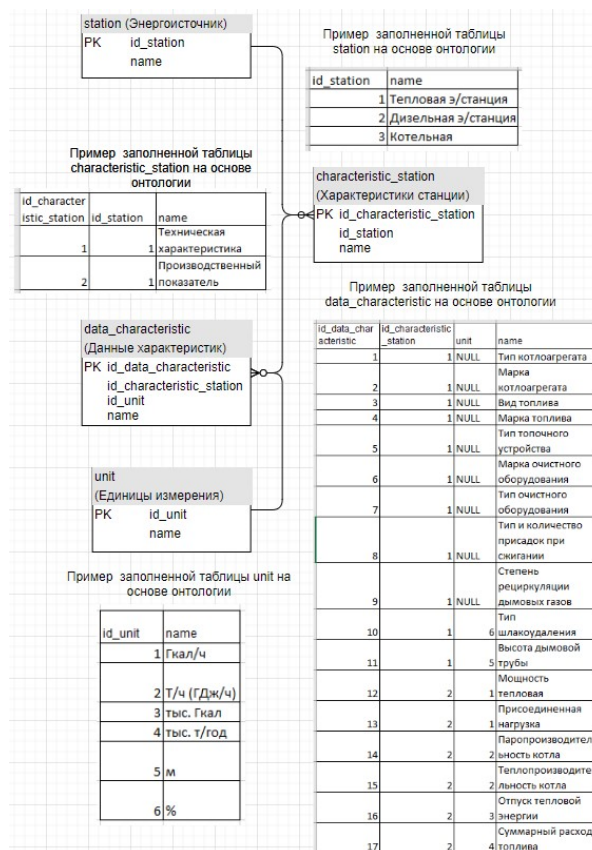 station (Энергоисточник)
PK id_station
name
Пример заполненной таблицы
station на основе онтологии
id_station name
1 Тепловая э/станция
2 Дизельная э/станция
3 Котельная
Пример заполненной таблицы
characteristic_station на основе
онтологии
id_character
istic_station id_station name
Техническая
1 1 характеристика
Производственный
2 1 показатель
characteristic_station
(Характеристики станции)
PK id_characteristic_station
id_station
name
data_characteristic
(Данные характеристик)
PK id_data_characteristic
id_characteristic_station
id_unit
name
unit
(Единицы измерения)
PK id_unit
name
Пример заполненной таблицы unit на
основе онтологии
id_unit name
1 Гкал/ч
2 Т/ч (ГДж/ч)
3 тыс. Гкал
4 тыс. т/год
5 м
6 %
Пример заполненной таблицы
data_characteristic на основе онтологии
id_data_char id_characteristic
acteristic _station unit name
1 1 NULL Тип котлоагрегата
Марка
2 1 NULL котлоагрегата
3 1 NULL Вид топлива
4 1 NULL Марка топлива
Тип топочного
5 1 NULL устройства
Марка очистного
6 1 NULL оборудования
Тип очистного
7 1 NULL оборудования
Тип и количество
присадок при
8 1 NULL сжигании
Степень
рециркуляции
9 1 NULL дымовых газов
Тип
10 1 6 шлакоудаления
Высота дымовой
11 1 5 трубы
Мощность
12 2 1 тепловая
Присоединенная
13 2 1 нагрузка
Паропроизводител
14 2 2 ьность котла
Теплопроизводите
15 2 2 льность котла
Отпуск тепловой
16 2 3 энергии
Суммарный расход
17 2 4 топлива